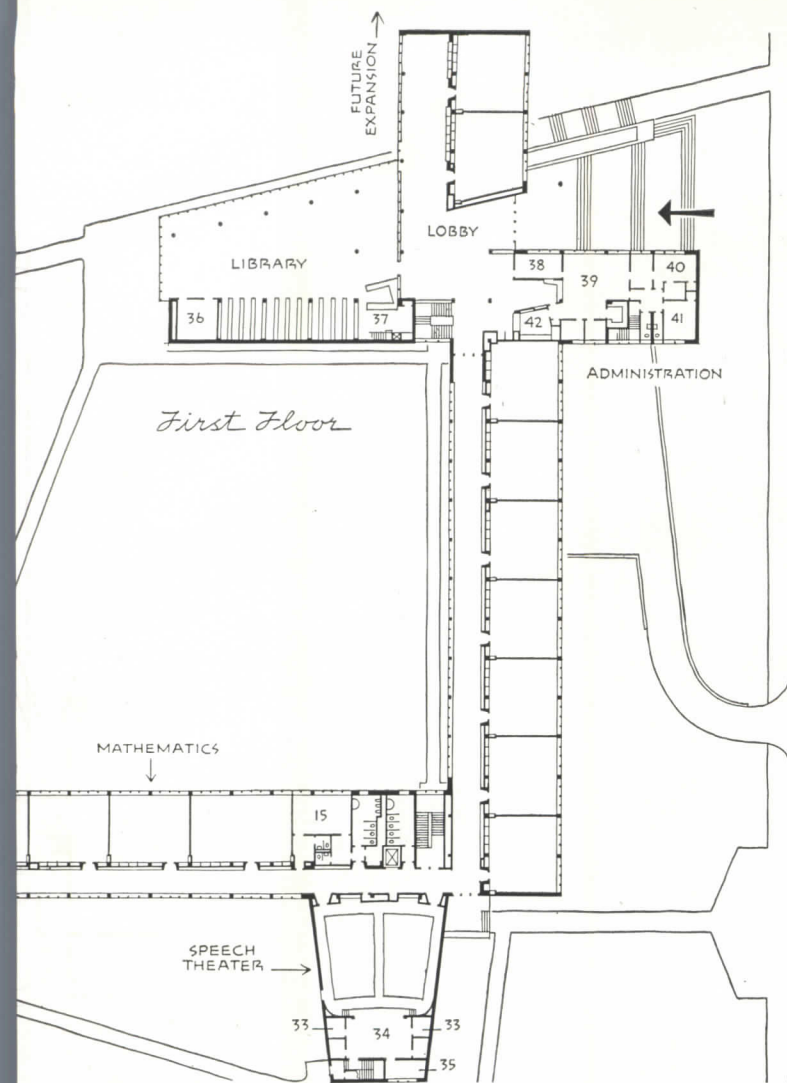 FUTURE
EXPANSION
LOBBY
LIBRARY
38
39
40
36
37
42
41
ADMINISTRATION
First Floor
MATHEMATICS
15
SPEECH
THEATER
33
34
33
35